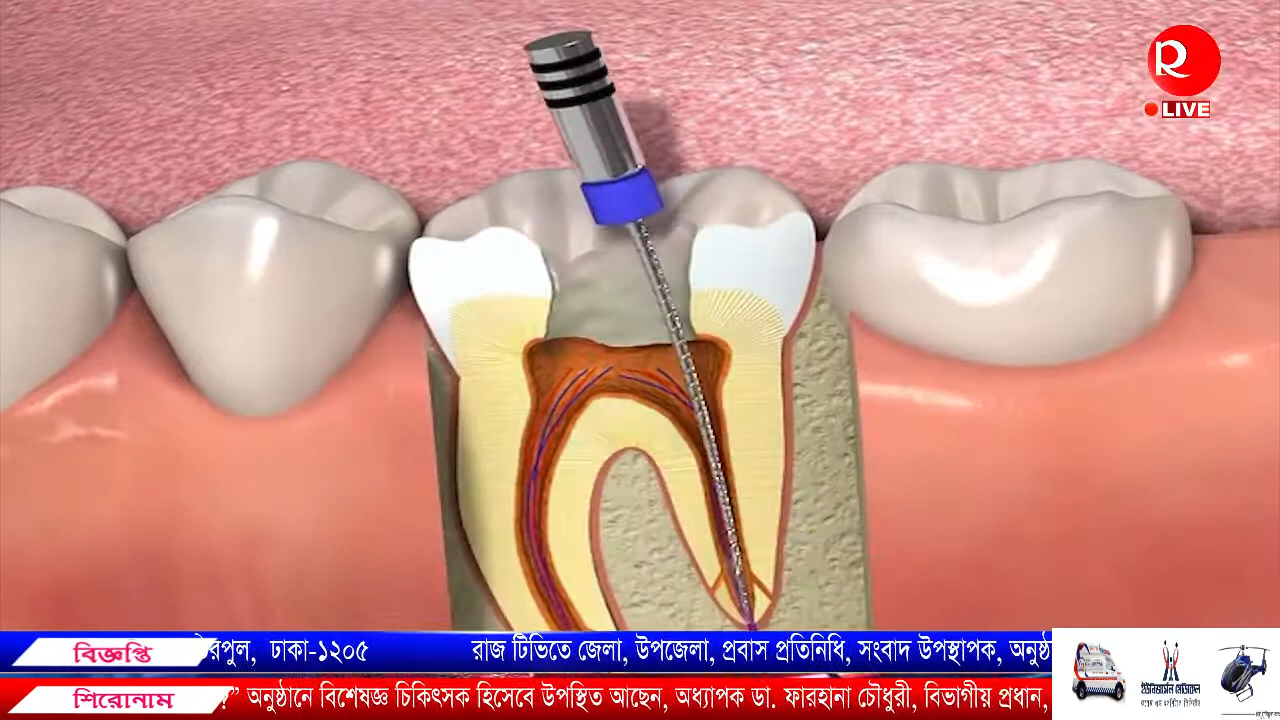 R
LIVE
বিজ্ঞপ্তি
রপুল, ঢাকা-১২০৫ রাজ টিভিতে জেলা, উপজেলা, প্রবাস প্রতিনিধি, সংবাদ উপস্থাপক, অনুষ্ঠ
শিরোনাম
?” অনুষ্ঠানে বিশেষজ্ঞ চিকিৎসক হিসেবে উপস্থিত আছেন, অধ্যাপক ডা. ফারহানা চৌধুরী, বিভাগীয় প্রধান,
ইউনিভার্সেল মেডিকেল